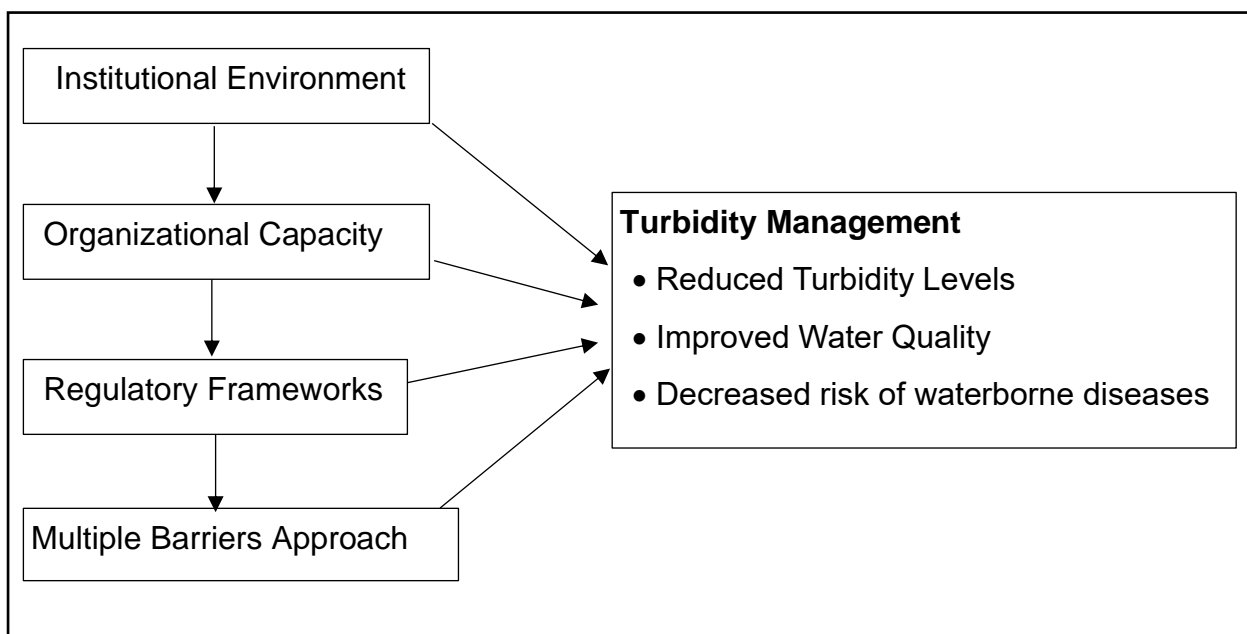 Institutional Environment
Organizational Capacity
Regulatory Frameworks
Multiple Barriers Approach
Turbidity Management
• Reduced Turbidity Levels
• Improved Water Quality
• Decreased risk of waterborne diseases